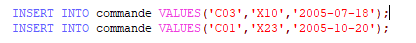 INSERT INTO commande VALUES('C03','X10','2005-07-18');
INSERT INTO commande VALUES('C01','X23','2005-10-20');